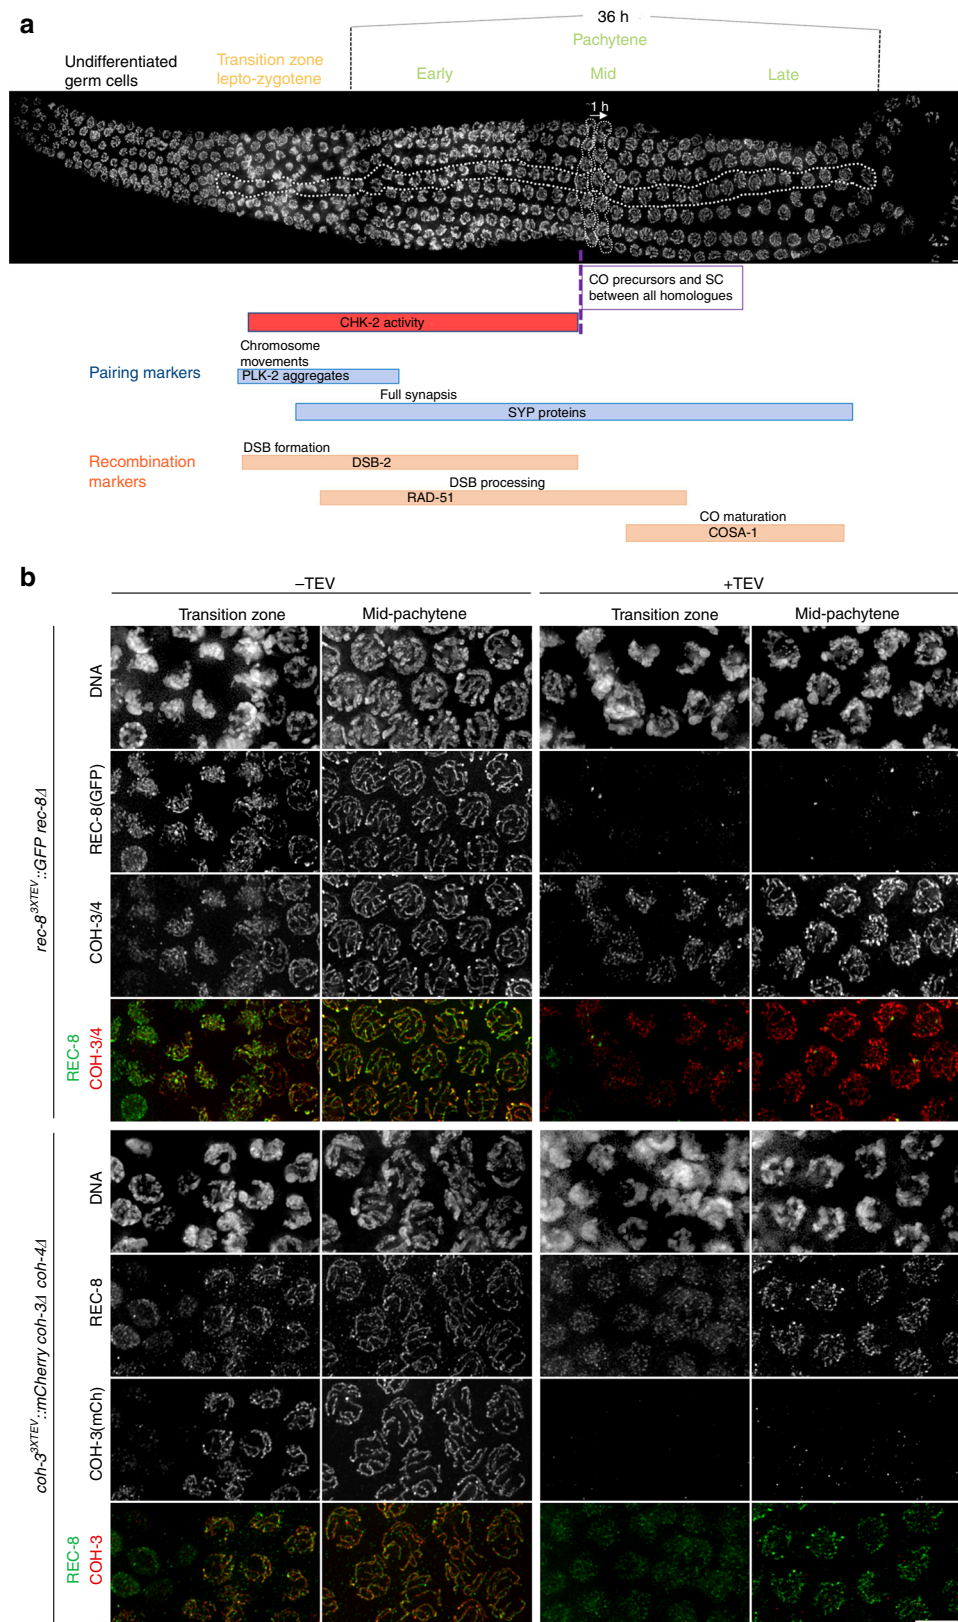 a
36 h
Pachytene
Undifferentiated
germ cells
Transition zone
lepto-zygotene
Early
Mid
Late
1 h
CO precursors and SC
between all homologues
CHK-2 activity
Chromosome
movements
Pairing markers
PLK-2 aggregates
Full synapsis
SYP proteins
DSB formation
Recombination
markers
DSB-2
DSB processing
RAD-51
CO maturation
COSA-1
b
–TEV
+TEV
Transition zone
Mid-pachytene
Transition zone
Mid-pachytene
rec-83XTEV::GFP rec-8Δ
DNA
REC-8(GFP)
COH-3/4
REC-8
COH-3/4
coh-33XTEV::mCherry coh-3Δ coh-4Δ
DNA
REC-8
COH-3(mCh)
REC-8
COH-3